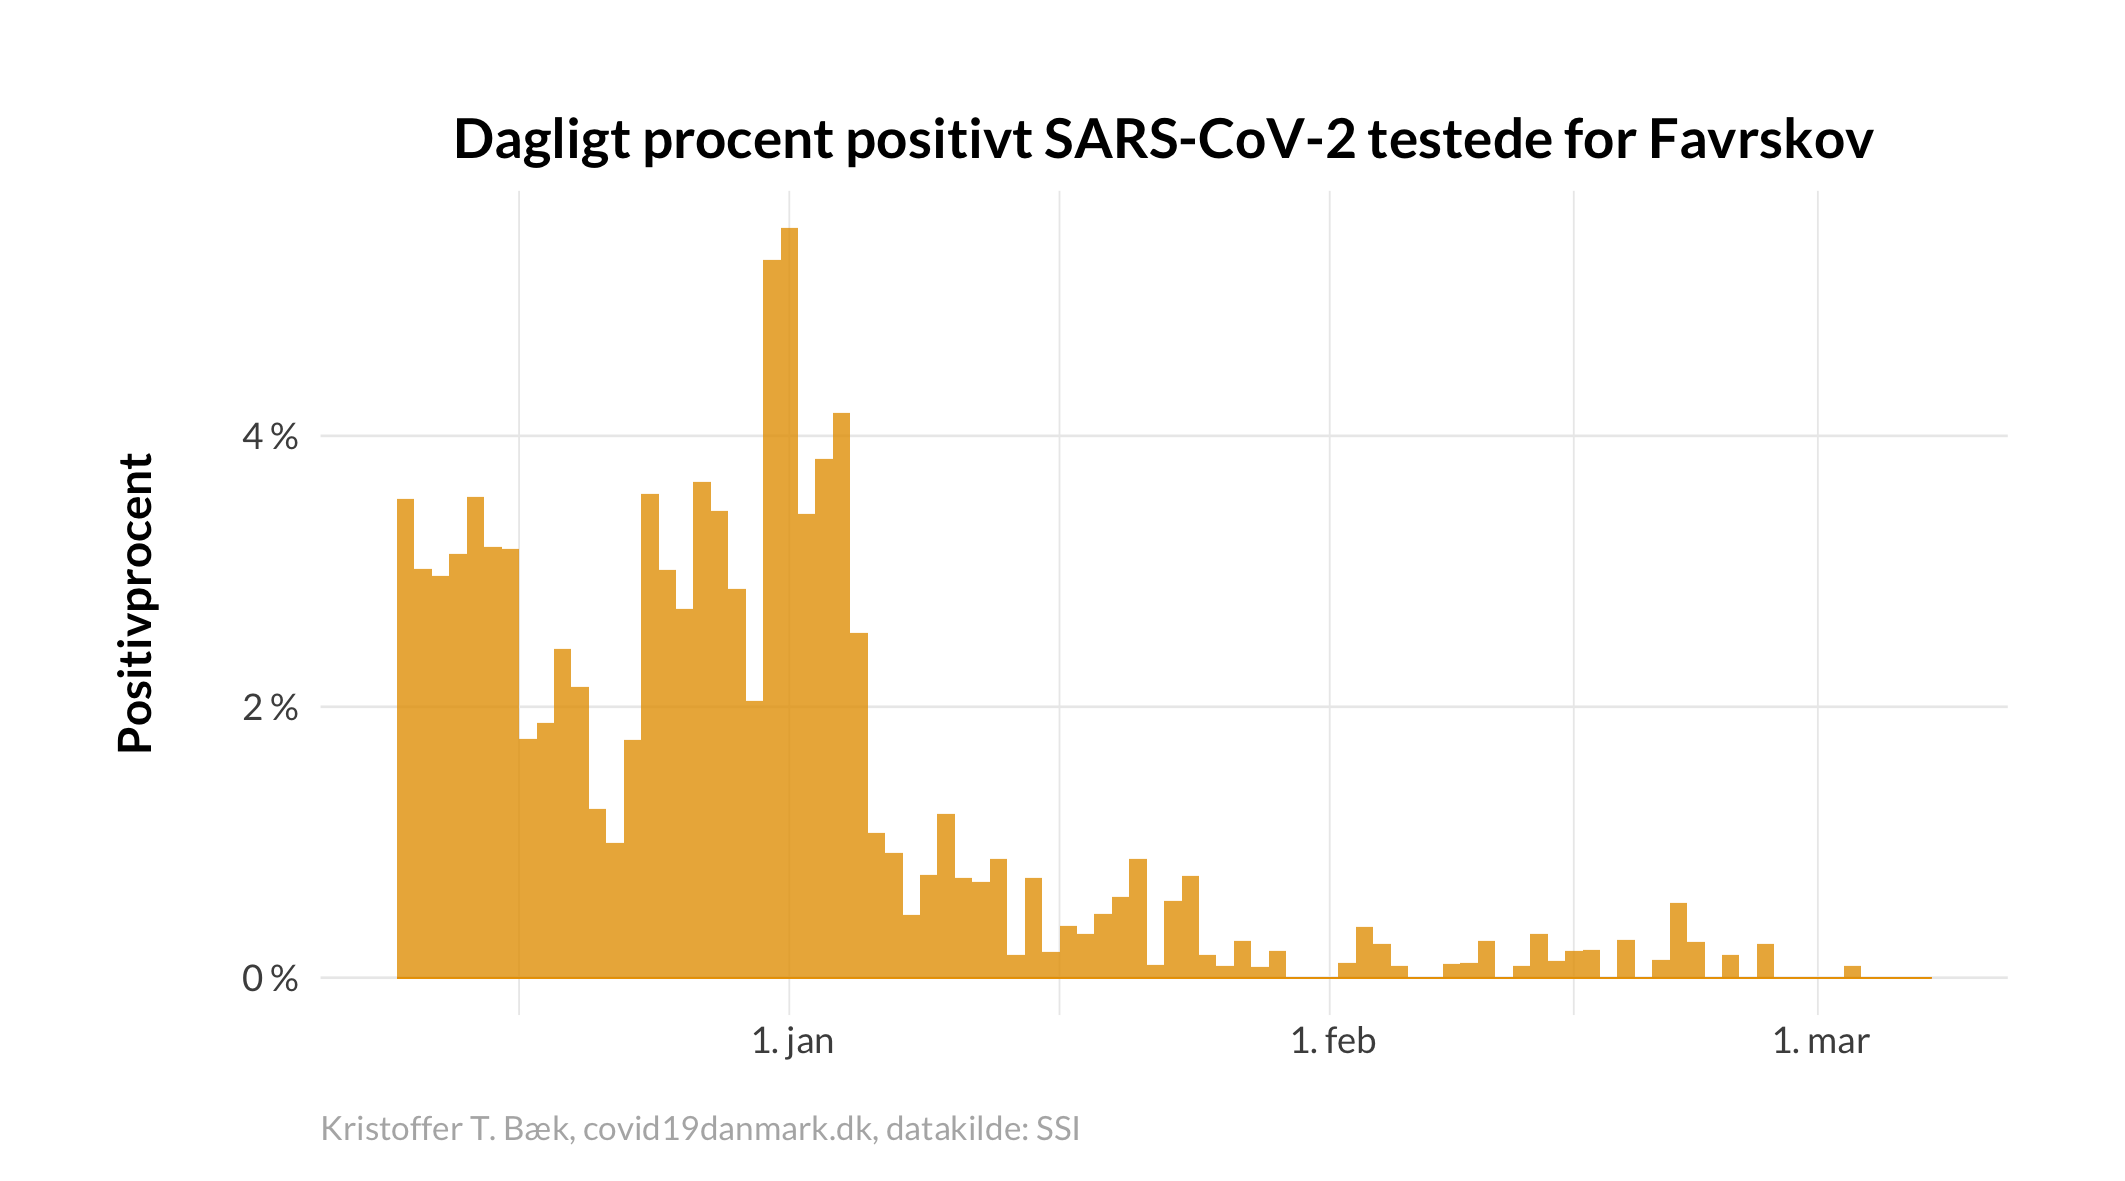 Dagligt procent positivt SARS-CoV-2 testede for Favrskov
Positivprocent
4 %
2 %
0 %
1. jan
1. feb
1. mar
Kristoffer T. Bæk, covid19danmark.dk, datakilde: SSI